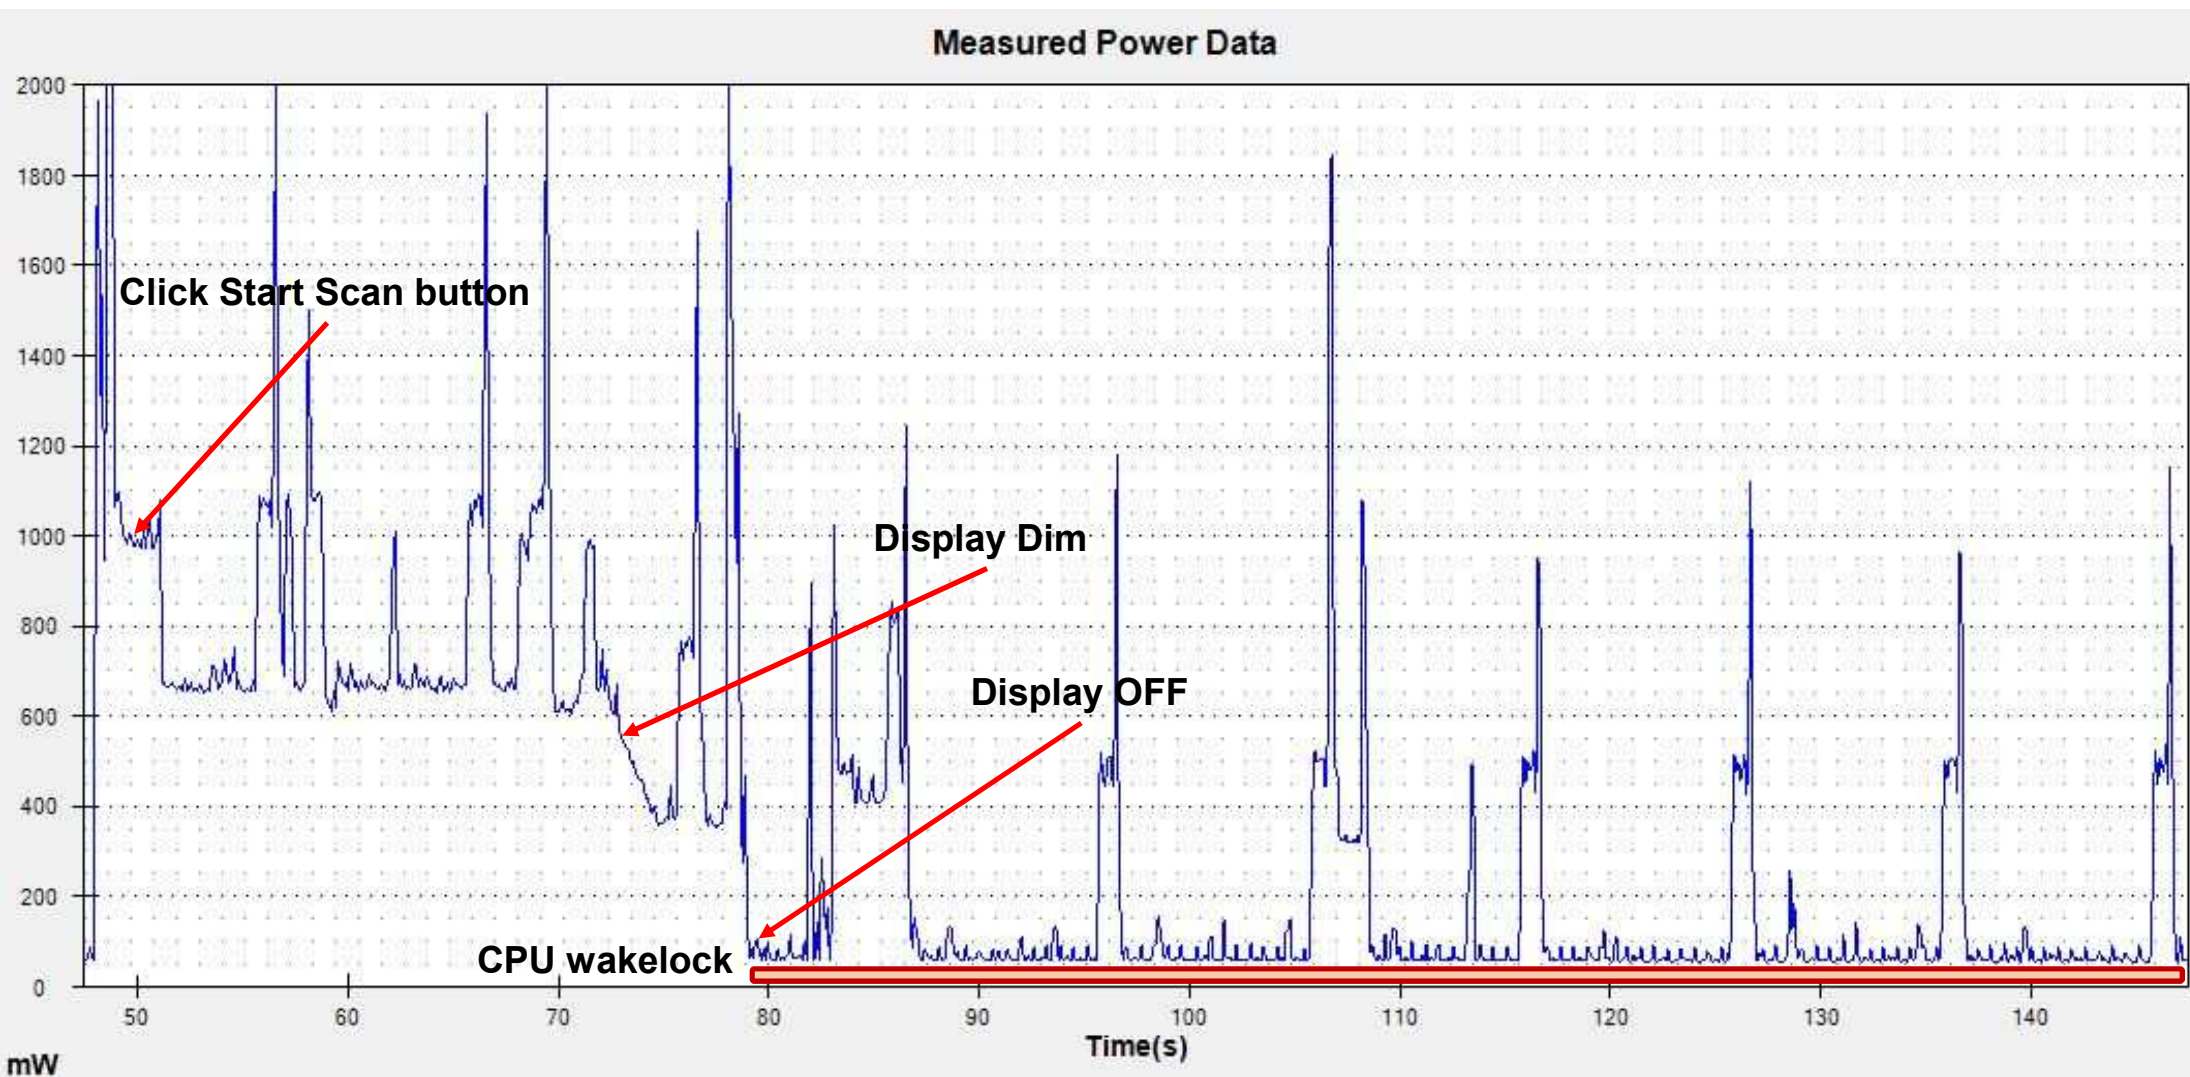 Measured Power Data
2000
1800
1600
Click Start Scan button
1400
1200
1000
Display Dim
800
Display OFF
600
400
200
CPU wakelock
0
50 60 70 80 90 100 110 120 130 140
Time(s)
mW